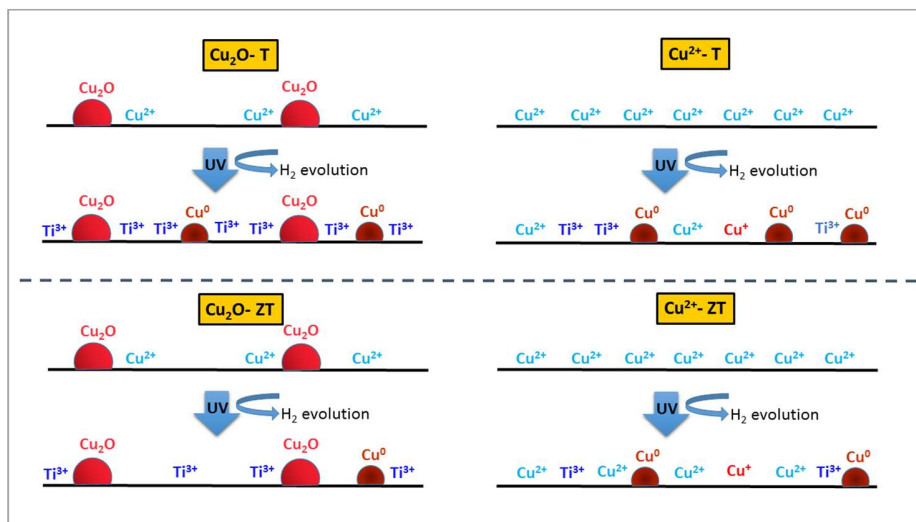 Cu₂O- T
Cu₂O Cu₂O
Cu²⁺ Cu²⁺ Cu²⁺
UV
H₂ evolution
Cu₂O Cu⁰ Cu₂O Cu⁰
Ti³⁺ Ti³⁺ Ti³⁺ Ti³⁺ Ti³⁺ Ti³⁺ Ti³⁺
Cu²⁺- T
Cu²⁺ Cu²⁺ Cu²⁺ Cu²⁺ Cu²⁺ Cu²⁺ Cu²⁺
UV
H₂ evolution
Cu⁰ Cu⁰ Cu⁰
Cu²⁺ Ti³⁺ Ti³⁺ Cu²⁺ Cu⁺ Ti³⁺
Cu₂O- ZT
Cu₂O Cu₂O
Cu²⁺ Cu²⁺ Cu²⁺
UV
H₂ evolution
Cu₂O Cu₂O Cu⁰
Ti³⁺ Ti³⁺ Ti³⁺ Ti³⁺
Cu²⁺- ZT
Cu²⁺ Cu²⁺ Cu²⁺ Cu²⁺ Cu²⁺ Cu²⁺ Cu²⁺
UV
H₂ evolution
Cu⁰ Cu⁰
Cu²⁺ Ti³⁺ Cu²⁺ Cu²⁺ Cu⁺ Cu²⁺ Ti³⁺